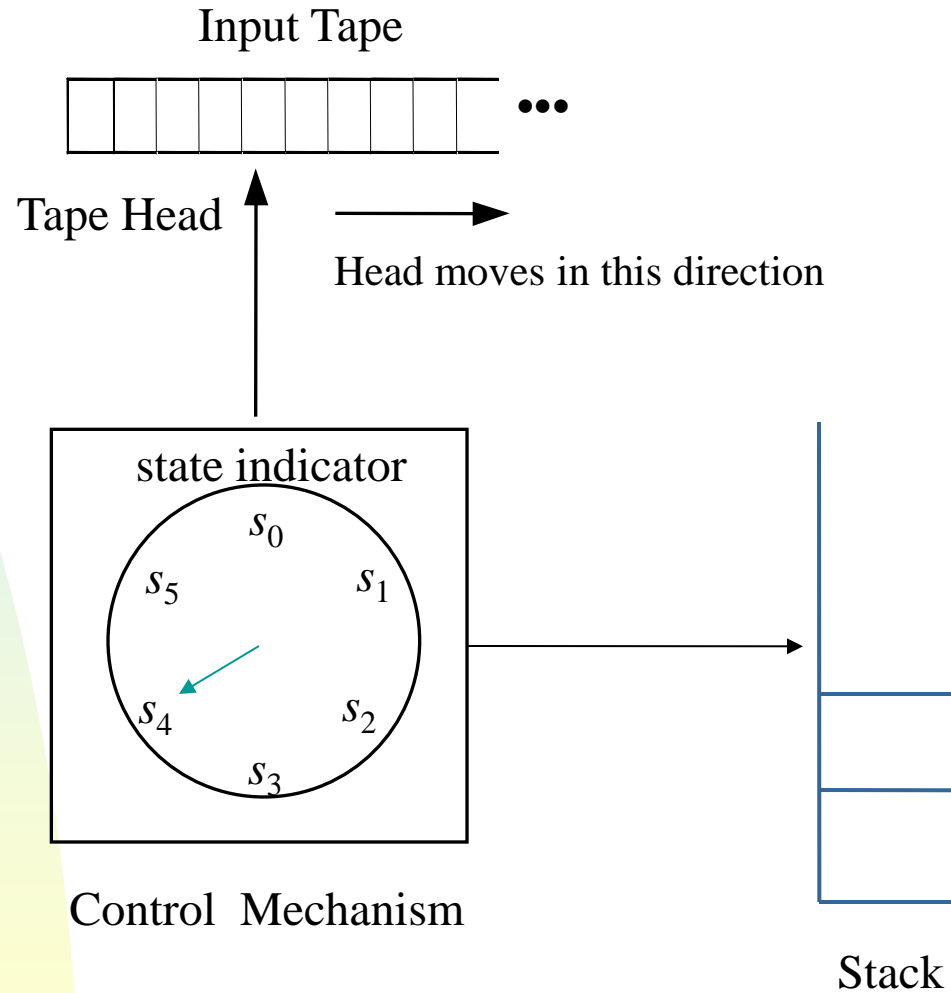 Input Tape
•••
Tape Head
Head moves in this direction
state indicator
s₀
s₅ s₁
s₄ s₂
s₃
Control Mechanism
Stack